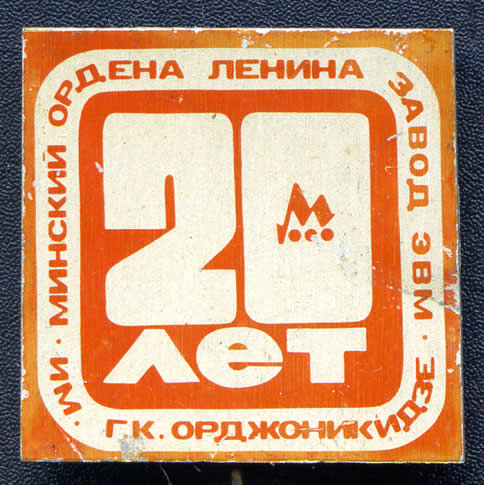 МИНСКИЙ ОРДЕНА ЛЕНИНА ЗАВОД ЭВМ · ИМ. Г.К. ОРДЖОНИКИДЗЕ ·
20
ЛЕТ